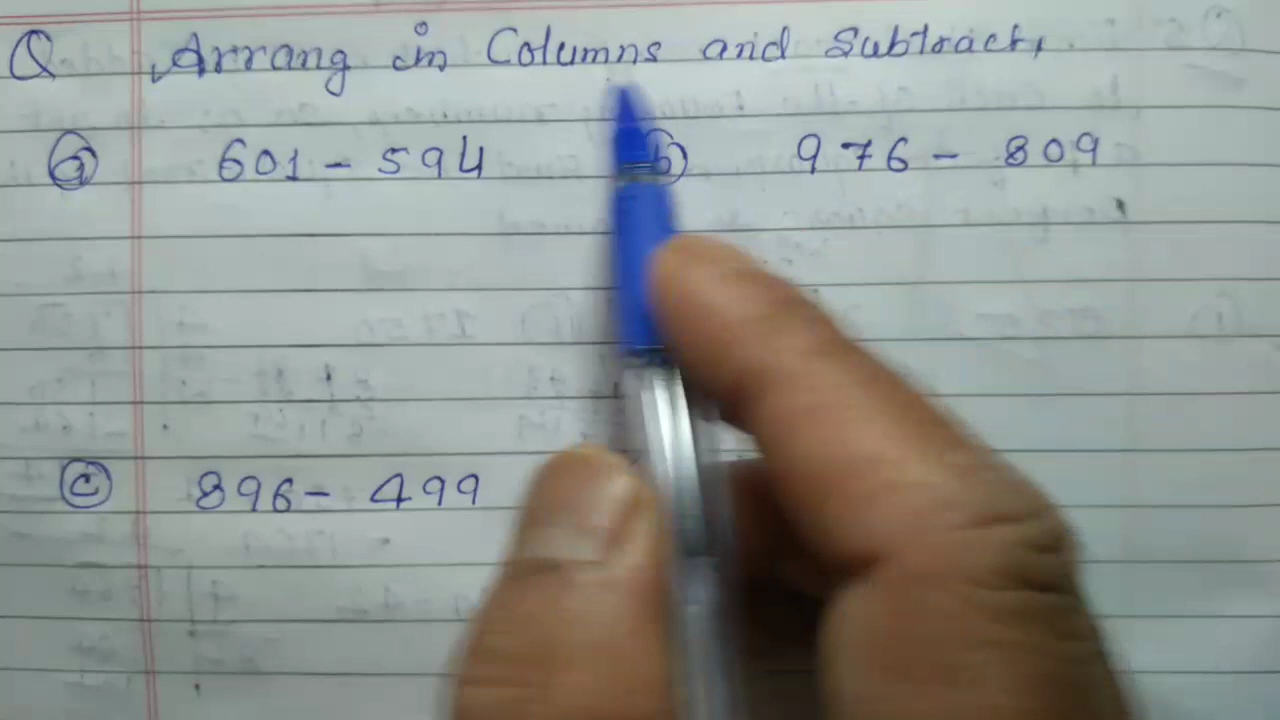 Q Arrang in Columns and Subtract,
a 601 - 594 b) 976 - 809
c 896 - 499